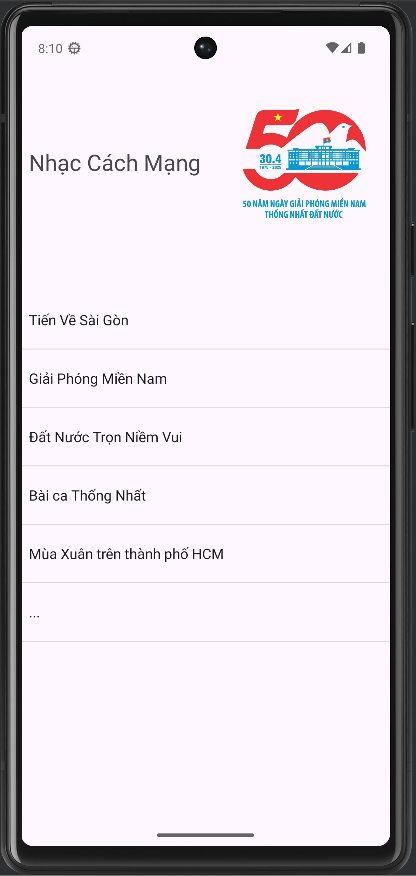 8:10
Nhạc Cách Mạng
50
30.4
1975 - 2025
50 NĂM NGÀY GIẢI PHÓNG MIỀN NAM
THỐNG NHẤT ĐẤT NƯỚC
Tiến Về Sài Gòn
Giải Phóng Miền Nam
Đất Nước Trọn Niềm Vui
Bài ca Thống Nhất
Mùa Xuân trên thành phố HCM
...